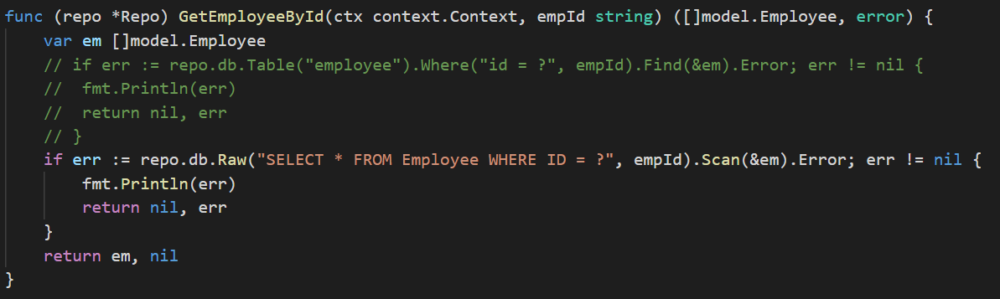 func (repo *Repo) GetEmployeeById(ctx context.Context, empId string) ([]model.Employee, error) {
    var em []model.Employee
    // if err := repo.db.Table("employee").Where("id = ?", empId).Find(&em).Error; err != nil {
    //  fmt.Println(err)
    //  return nil, err
    // }
    if err := repo.db.Raw("SELECT * FROM Employee WHERE ID = ?", empId).Scan(&em).Error; err != nil {
        fmt.Println(err)
        return nil, err
    }
    return em, nil
}